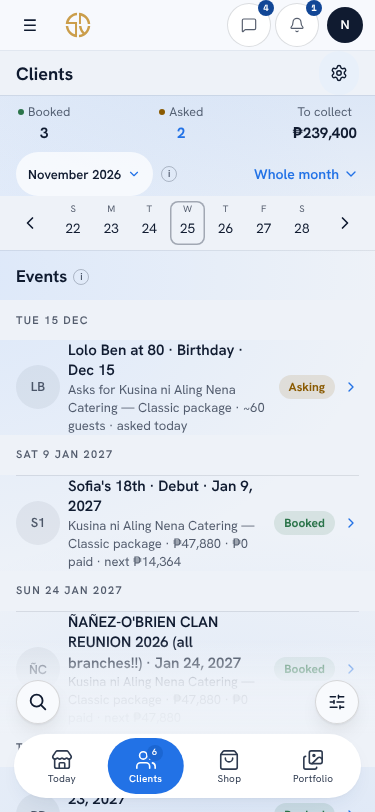 4
1
N
Clients
Booked
3
Asked
2
To collect
₱239,400
November 2026
i
Whole month
S M T W T F S
22 23 24 25 26 27 28
Events i
TUE 15 DEC
LB
Lolo Ben at 80 · Birthday ·
Dec 15
Asks for Kusina ni Aling Nena
Catering — Classic package · ~60
guests · asked today
Asking
SAT 9 JAN 2027
S1
Sofia's 18th · Debut · Jan 9,
2027
Kusina ni Aling Nena Catering —
Classic package · ₱47,880 · ₱0
paid · next ₱14,364
Booked
SUN 24 JAN 2027
ÑC
ÑAÑEZ-O'BRIEN CLAN
REUNION 2026 (all
branches!!) · Jan 24, 2027
Kusina ni Aling Nena Catering —
Classic package · ₱47,880 · ₱0
paid · next ₱47,880
Booked
6
Today
Clients
Shop
Portfolio